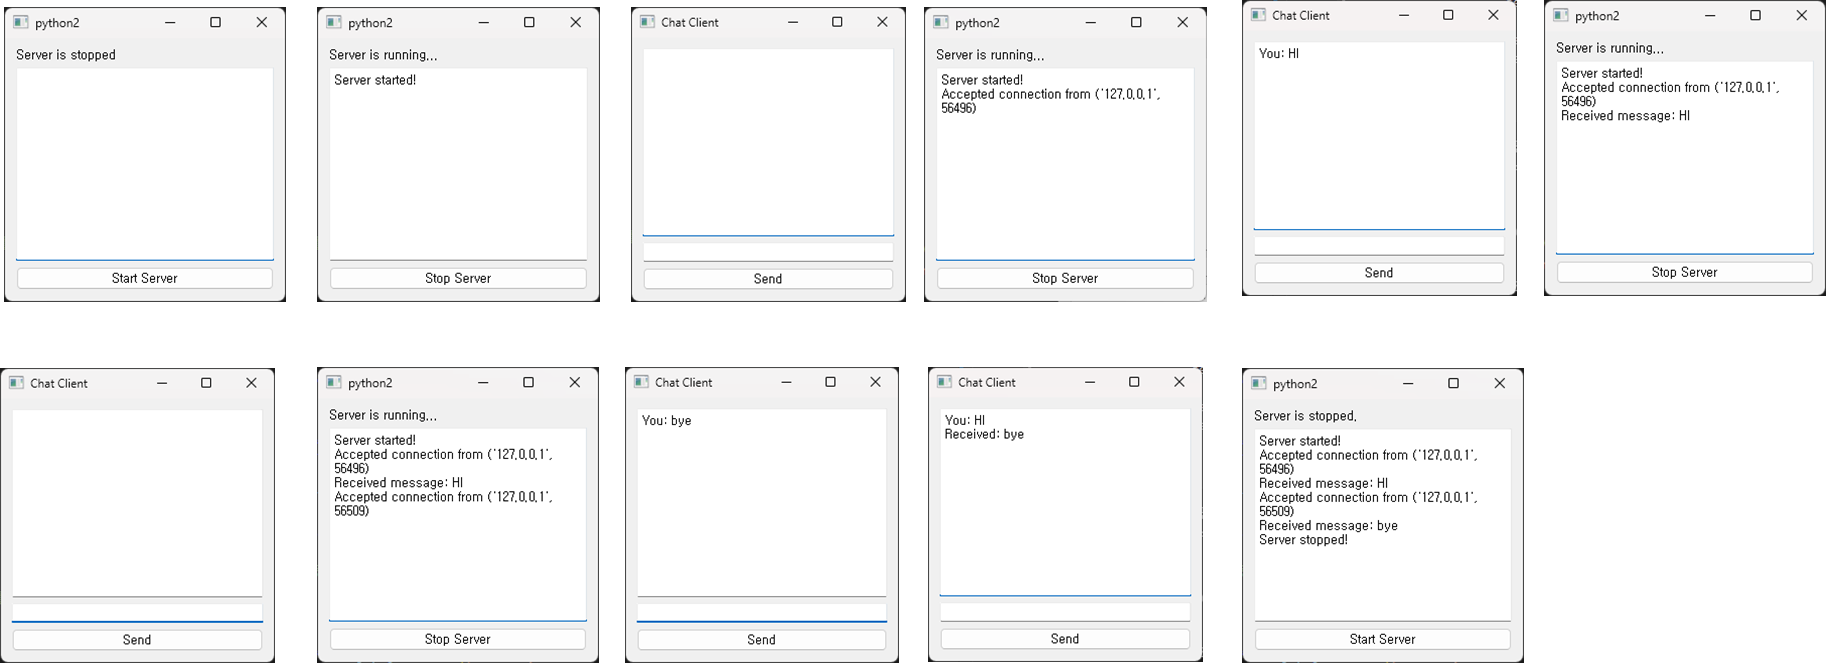 python2
Server is stopped
Start Server
python2
Server is running...
Server started!
Stop Server
Chat Client
Send
python2
Server is running...
Server started!
Accepted connection from ('127.0.0.1',
56496)
Stop Server
Chat Client
You: HI
Send
python2
Server is running...
Server started!
Accepted connection from ('127.0.0.1',
56496)
Received message: HI
Stop Server
Chat Client
Send
python2
Server is running...
Server started!
Accepted connection from ('127.0.0.1',
56496)
Received message: HI
Accepted connection from ('127.0.0.1',
56509)
Stop Server
Chat Client
You: bye
Send
Chat Client
You: HI
Received: bye
Send
python2
Server is stopped.
Server started!
Accepted connection from ('127.0.0.1',
56496)
Received message: HI
Accepted connection from ('127.0.0.1',
56509)
Received message: bye
Server stopped!
Start Server